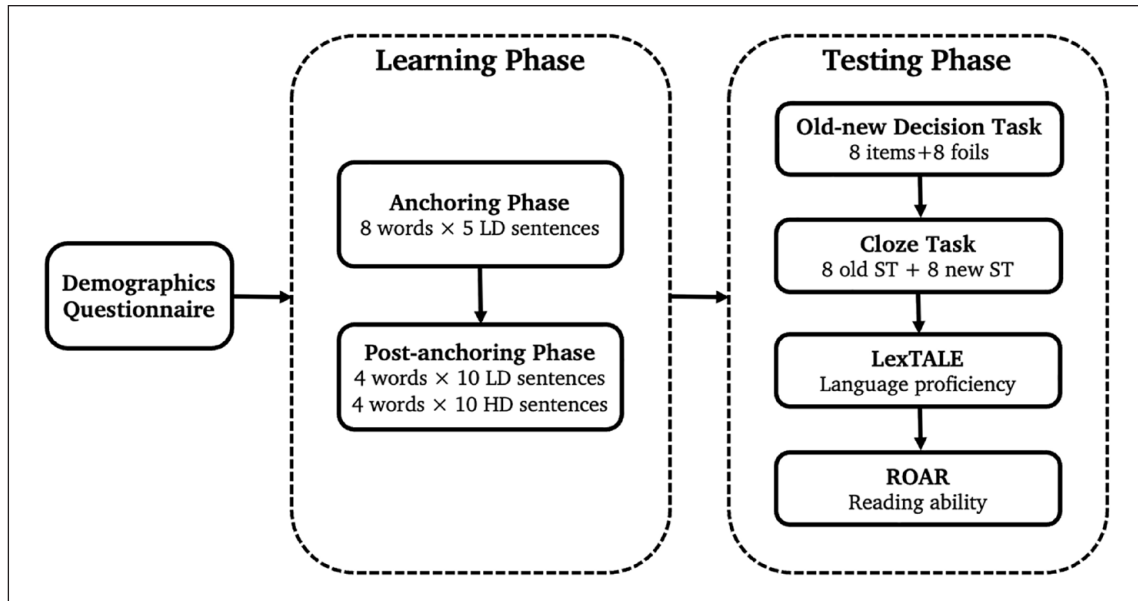 Demographics
Questionnaire
Learning Phase
Anchoring Phase
8 words × 5 LD sentences
Post-anchoring Phase
4 words × 10 LD sentences
4 words × 10 HD sentences
Testing Phase
Old-new Decision Task
8 items+8 foils
Cloze Task
8 old ST + 8 new ST
LexTALE
Language proficiency
ROAR
Reading ability